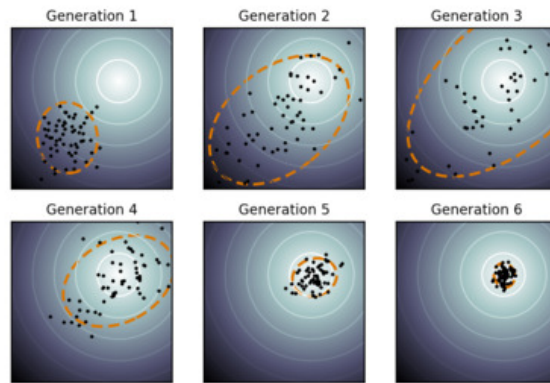 Generation 1
Generation 2
Generation 3
Generation 4
Generation 5
Generation 6